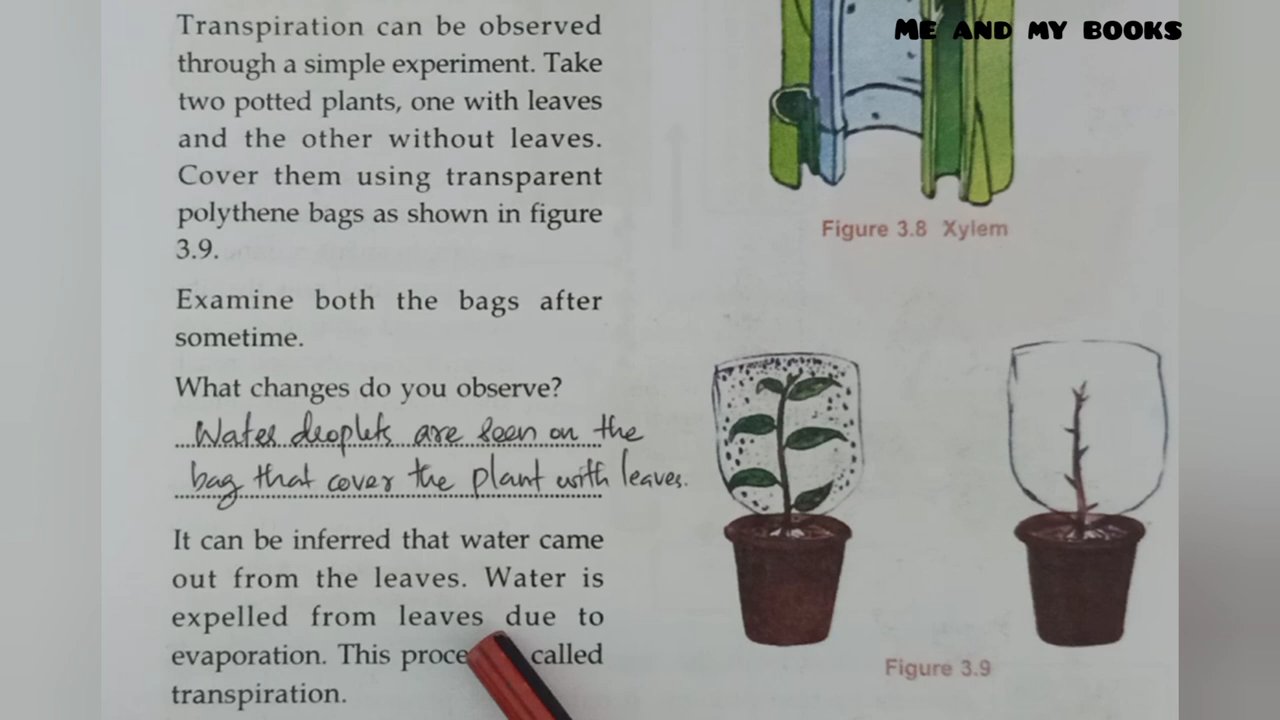 Transpiration can be observed
through a simple experiment. Take
two potted plants, one with leaves
and the other without leaves.
Cover them using transparent
polythene bags as shown in figure
3.9.
Examine both the bags after
sometime.
What changes do you observe?
Water droplets are seen on the
bag that cover the plant with leaves.
It can be inferred that water came
out from the leaves. Water is
expelled from leaves due to
evaporation. This proce called
transpiration.
ME AND MY BOOKS
Figure 3.8 Xylem
Figure 3.9